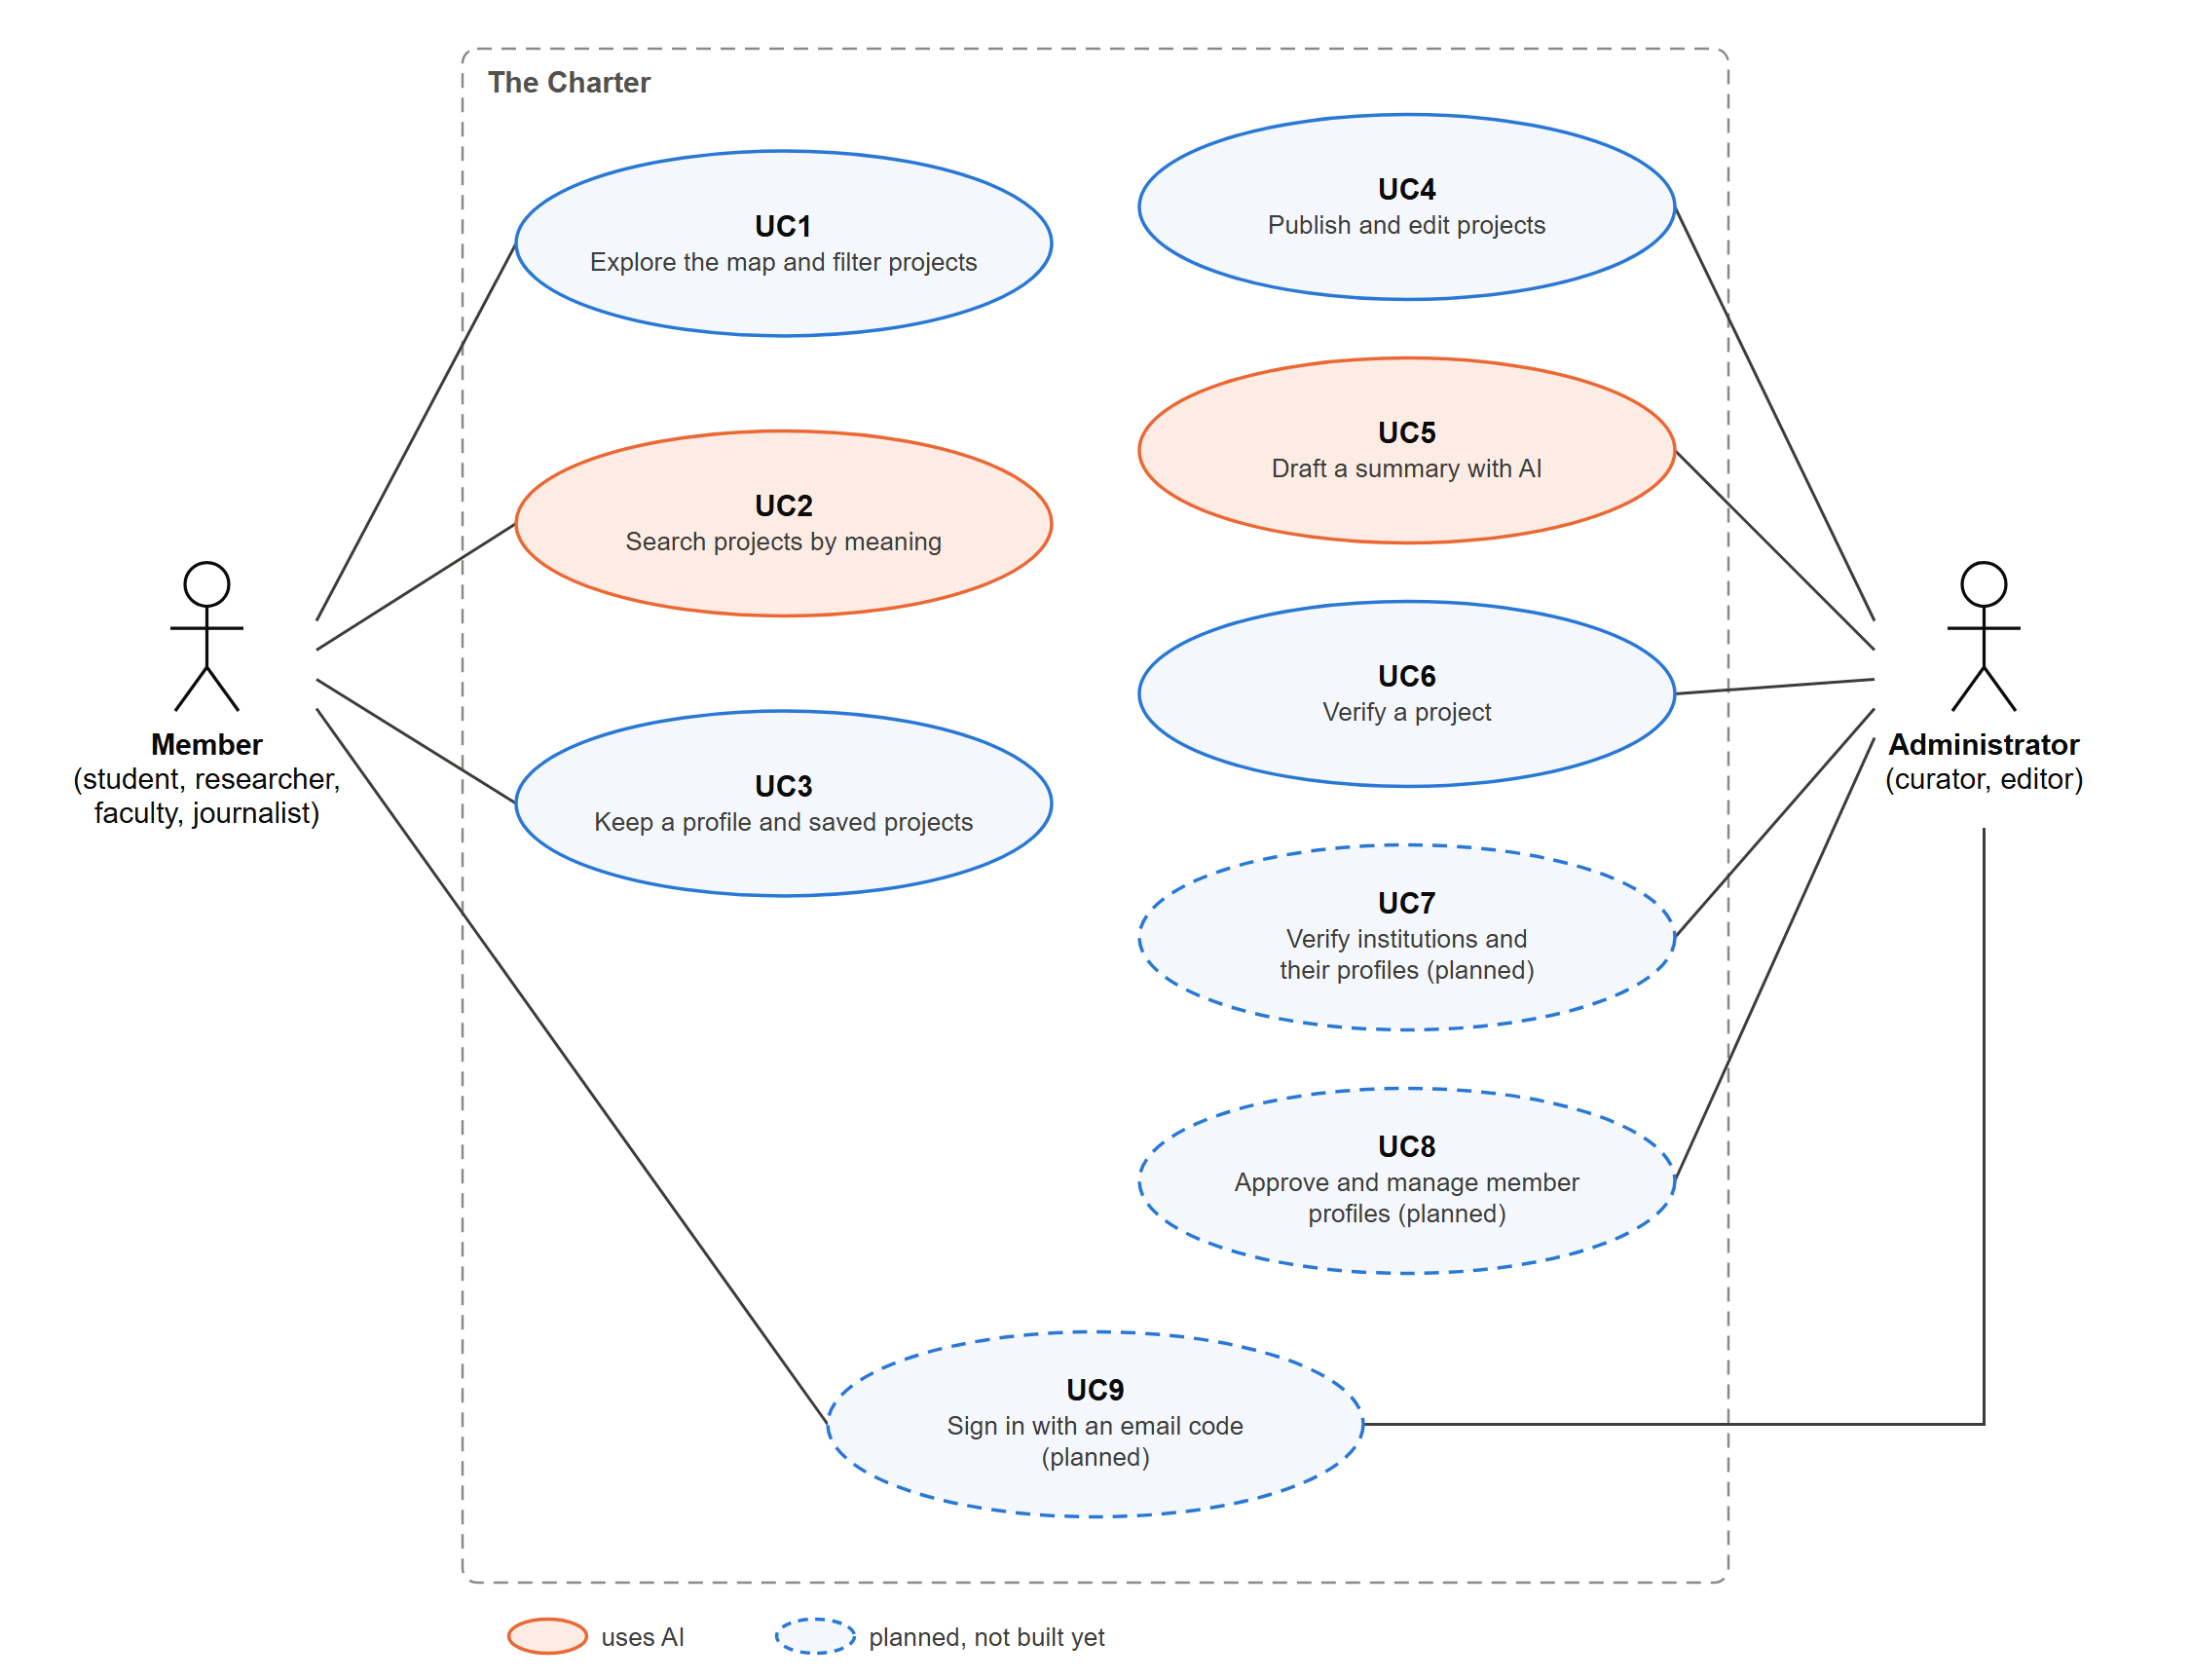 The Charter
UC1
Explore the map and filter projects
UC2
Search projects by meaning
UC3
Keep a profile and saved projects
UC4
Publish and edit projects
UC5
Draft a summary with AI
UC6
Verify a project
UC7
Verify institutions and
their profiles (planned)
UC8
Approve and manage member
profiles (planned)
UC9
Sign in with an email code
(planned)
Member
(student, researcher,
faculty, journalist)
Administrator
(curator, editor)
uses AI
planned, not built yet